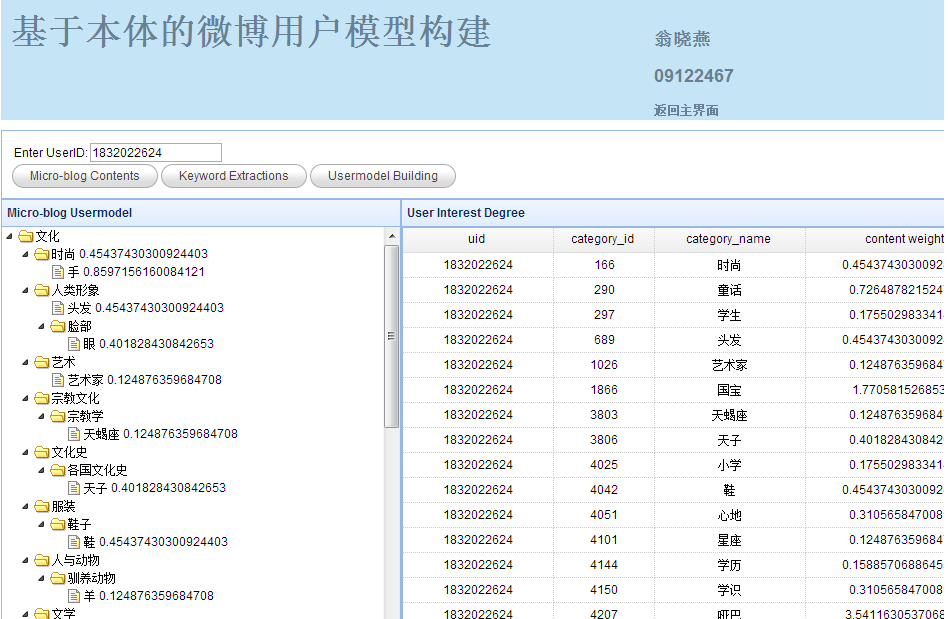 基于本体的微博用户模型构建
翁晓燕
09122467
返回主界面
Enter UserID: 1832022624
Micro-blog Contents Keyword Extractions Usermodel Building
Micro-blog Usermodel
文化
时尚 0.45437430300924403
手 0.8597156160084121
人类形象
头发 0.45437430300924403
脸部
眼 0.401828430842653
艺术
艺术家 0.124876359684708
宗教文化
宗教学
天蝎座 0.124876359684708
文化史
各国文化史
天子 0.401828430842653
服装
鞋子
鞋 0.45437430300924403
人与动物
驯养动物
羊 0.124876359684708
文学
User Interest Degree
uid category_id category_name content weight
1832022624 166 时尚 0.4543743030092
1832022624 290 童话 0.726487821524
1832022624 297 学生 0.175502983341
1832022624 689 头发 0.4543743030092
1832022624 1026 艺术家 0.124876359684
1832022624 1866 国宝 1.770581526853
1832022624 3803 天蝎座 0.124876359684
1832022624 3806 天子 0.401828430842
1832022624 4025 小学 0.175502983341
1832022624 4042 鞋 0.4543743030092
1832022624 4051 心地 0.310565847008
1832022624 4101 星座 0.124876359684
1832022624 4144 学历 0.1588570688645
1832022624 4150 学识 0.310565847008
1832022624 4207 哑巴 3.5411630537068